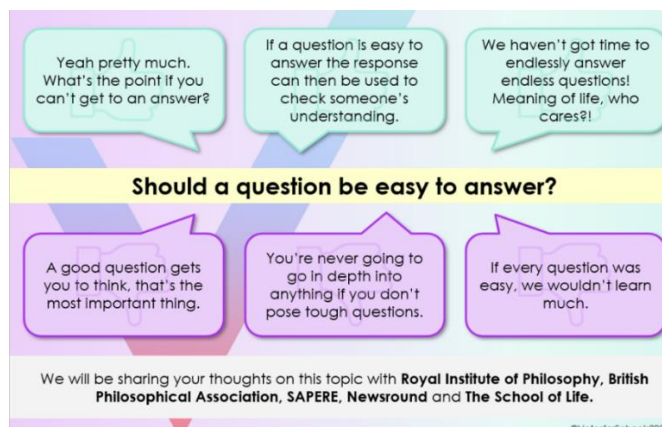 Yeah pretty much.
What's the point if you
can't get to an answer?
If a question is easy to
answer the response
can then be used to
check someone's
understanding.
We haven't got time to
endlessly answer
endless questions!
Meaning of life, who
cares?!
Should a question be easy to answer?
A good question gets
you to think, that's the
most important thing.
You're never going to
go in depth into
anything if you don't
pose tough questions.
If every question was
easy, we wouldn't learn
much.
We will be sharing your thoughts on this topic with Royal Institute of Philosophy, British
Philosophical Association, SAPERE, Newsround and The School of Life.